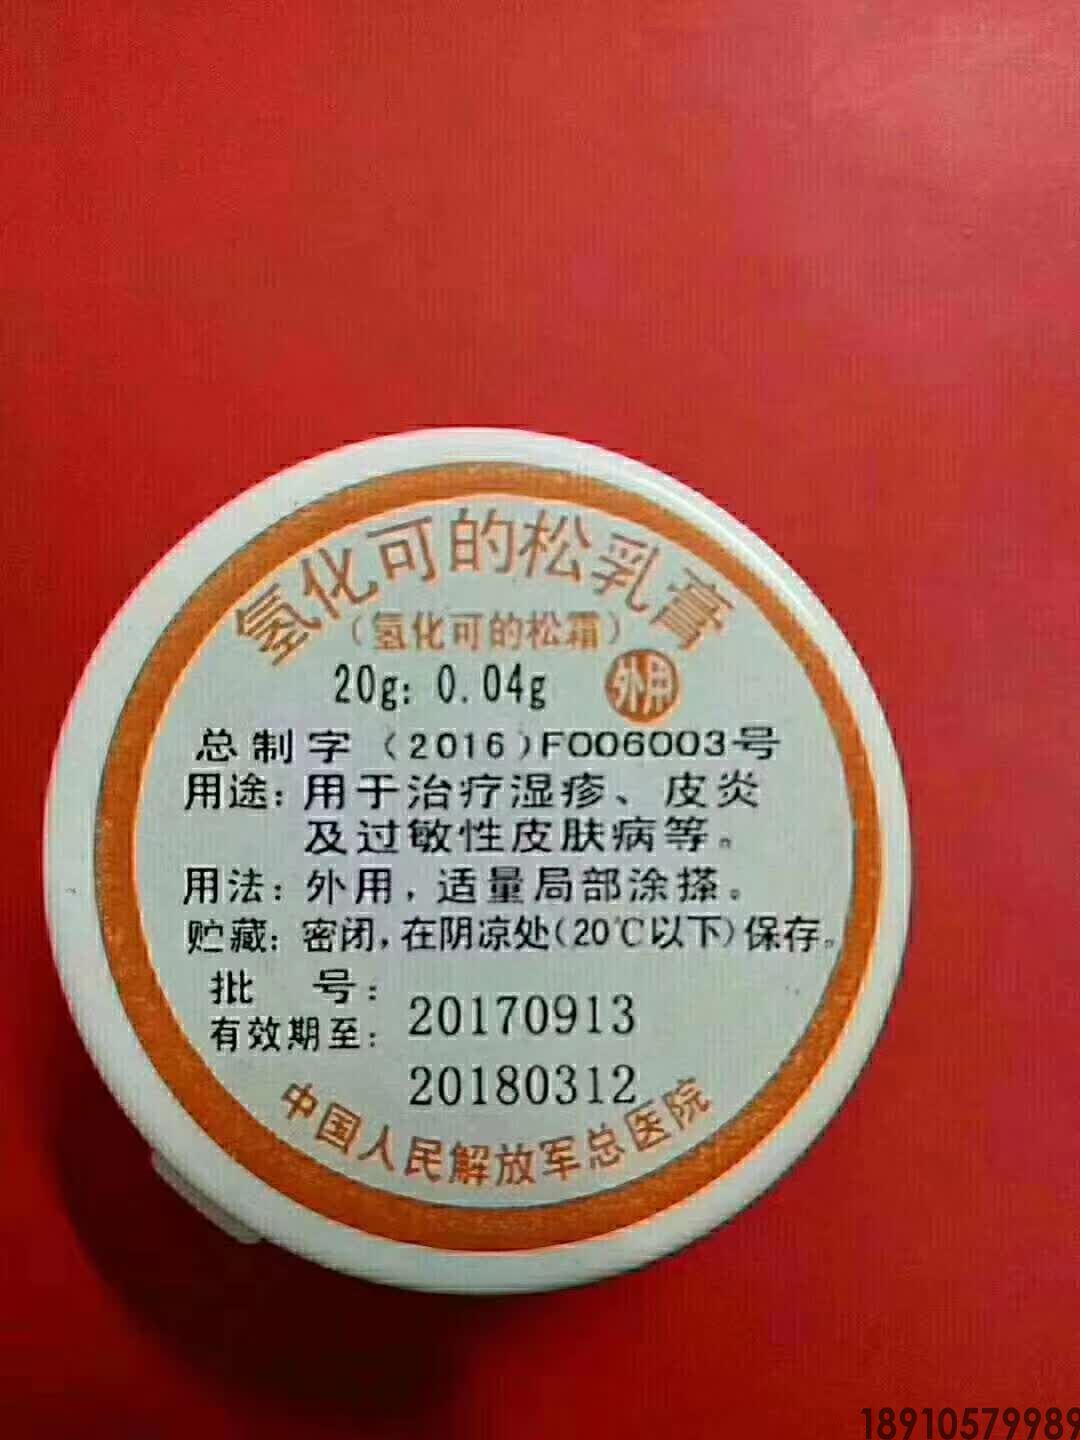 氢化可的松乳膏
（氢化可的松霜）
20g：0.04g
外用
总制字（2016）F006003号
用途：用于治疗湿疹、皮炎
及过敏性皮肤病等。
用法：外用，适量局部涂搽。
贮藏：密闭，在阴凉处(20℃以下)保存。
批 号：20170913
有效期至：20180312
中国人民解放军总医院
18910579989